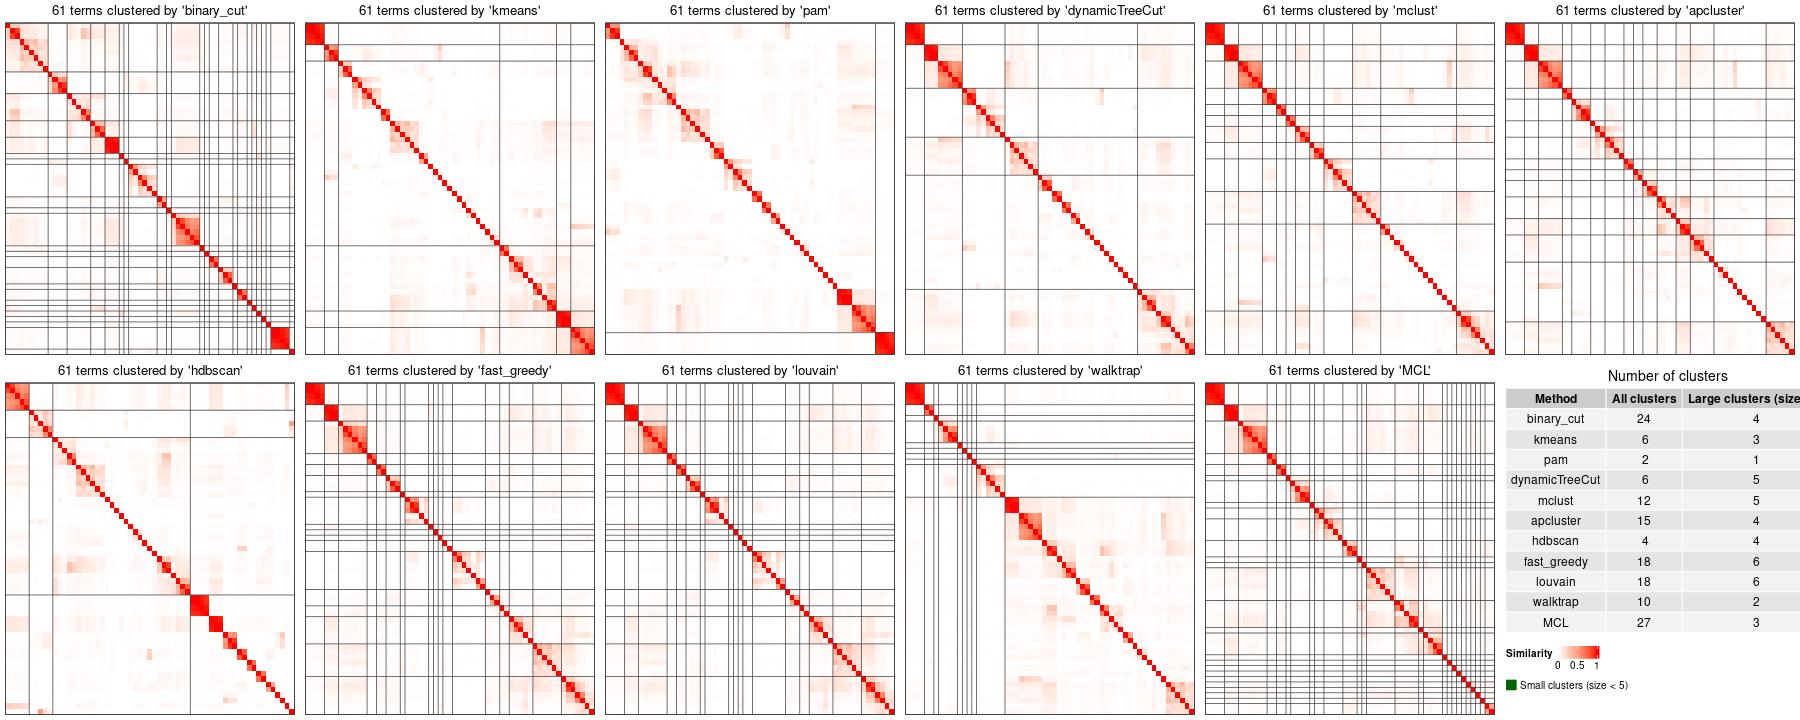 61 terms clustered by 'binary_cut'
61 terms clustered by 'kmeans'
61 terms clustered by 'pam'
61 terms clustered by 'dynamicTreeCut'
61 terms clustered by 'mclust'
61 terms clustered by 'apcluster'
61 terms clustered by 'hdbscan'
61 terms clustered by 'fast_greedy'
61 terms clustered by 'louvain'
61 terms clustered by 'walktrap'
61 terms clustered by 'MCL'
Number of clusters
Method All clusters Large clusters (size
binary_cut 24 4
kmeans 6 3
pam 2 1
dynamicTreeCut 6 5
mclust 12 5
apcluster 15 4
hdbscan 4 4
fast_greedy 18 6
louvain 18 6
walktrap 10 2
MCL 27 3
Similarity
0 0.5 1
Small clusters (size < 5)